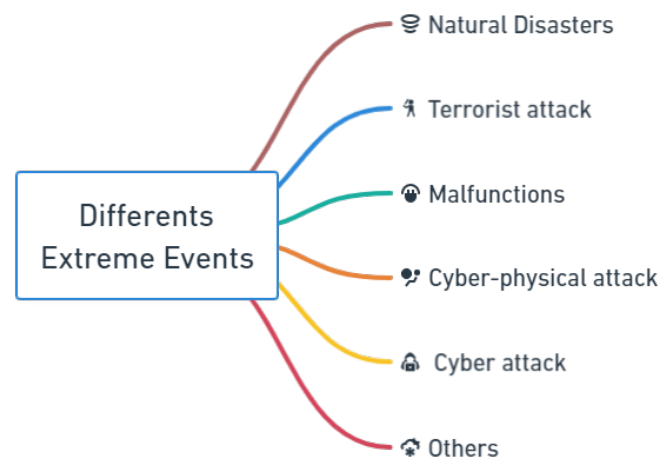 Differents
Extreme Events
Natural Disasters
Terrorist attack
Malfunctions
Cyber-physical attack
Cyber attack
Others